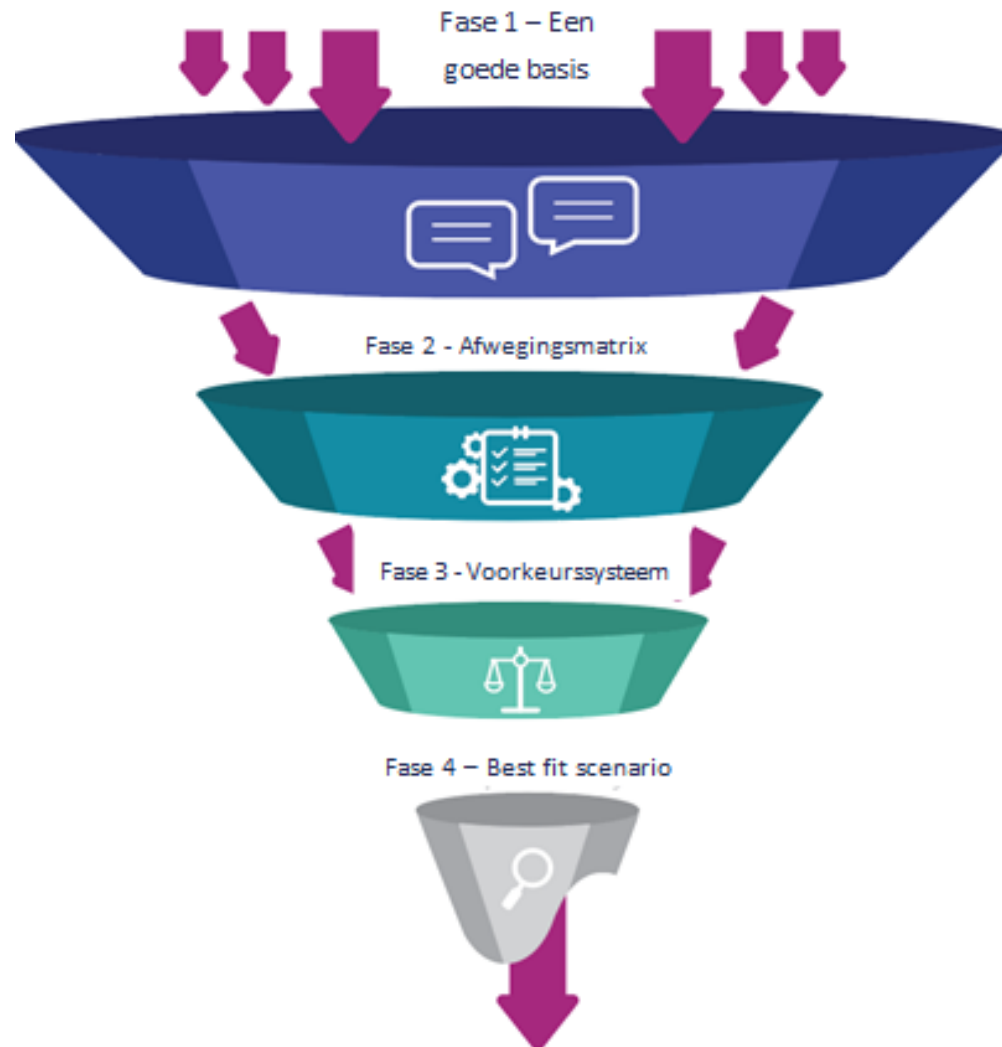 Fase 1 – Een
goede basis
Fase 2 - Afwegingsmatrix
Fase 3 - Voorkeurssysteem
Fase 4 – Best fit scenario